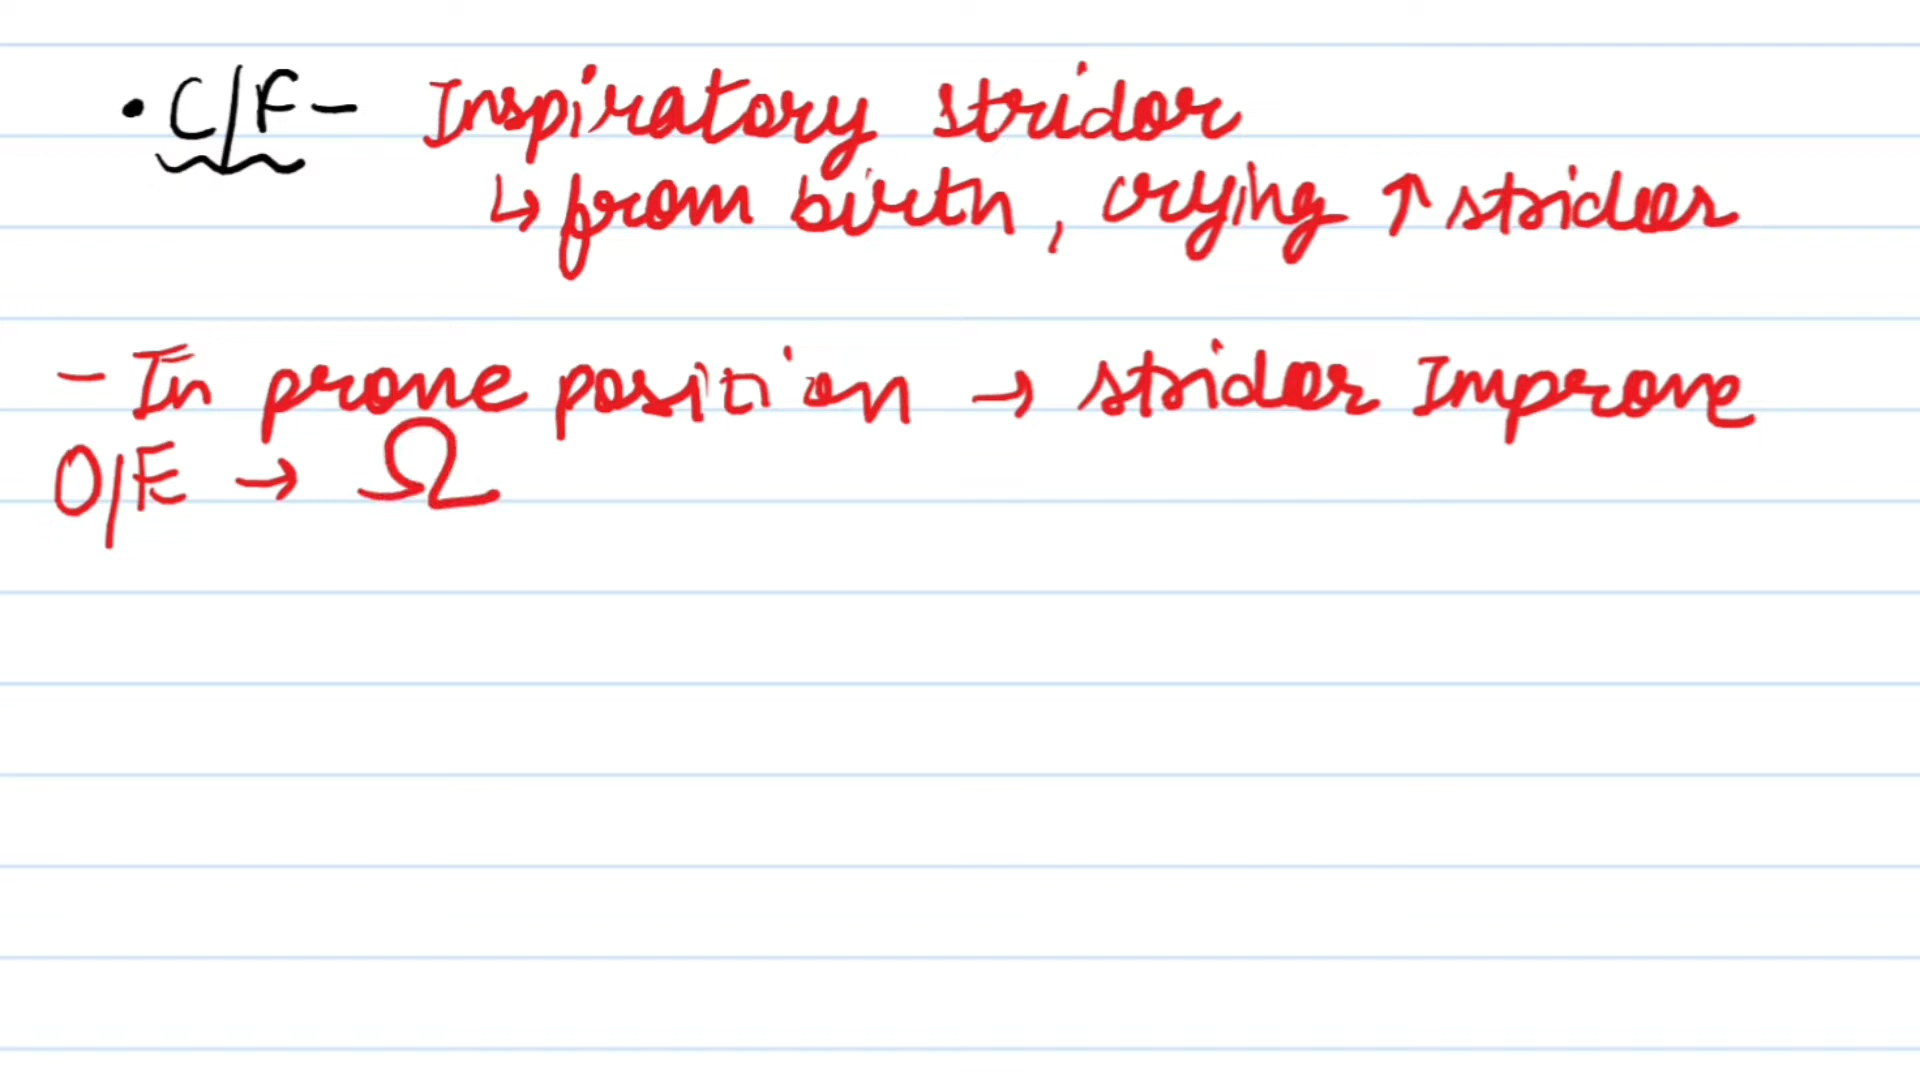 • C/F - Inspiratory stridor
↳ from birth, crying ↑ stridor
- In prone position → stridor Improve
O/E → Ω